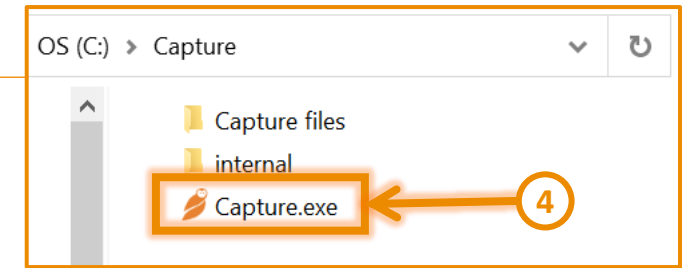 OS (C:) > Capture
Capture files
internal
Capture.exe
4